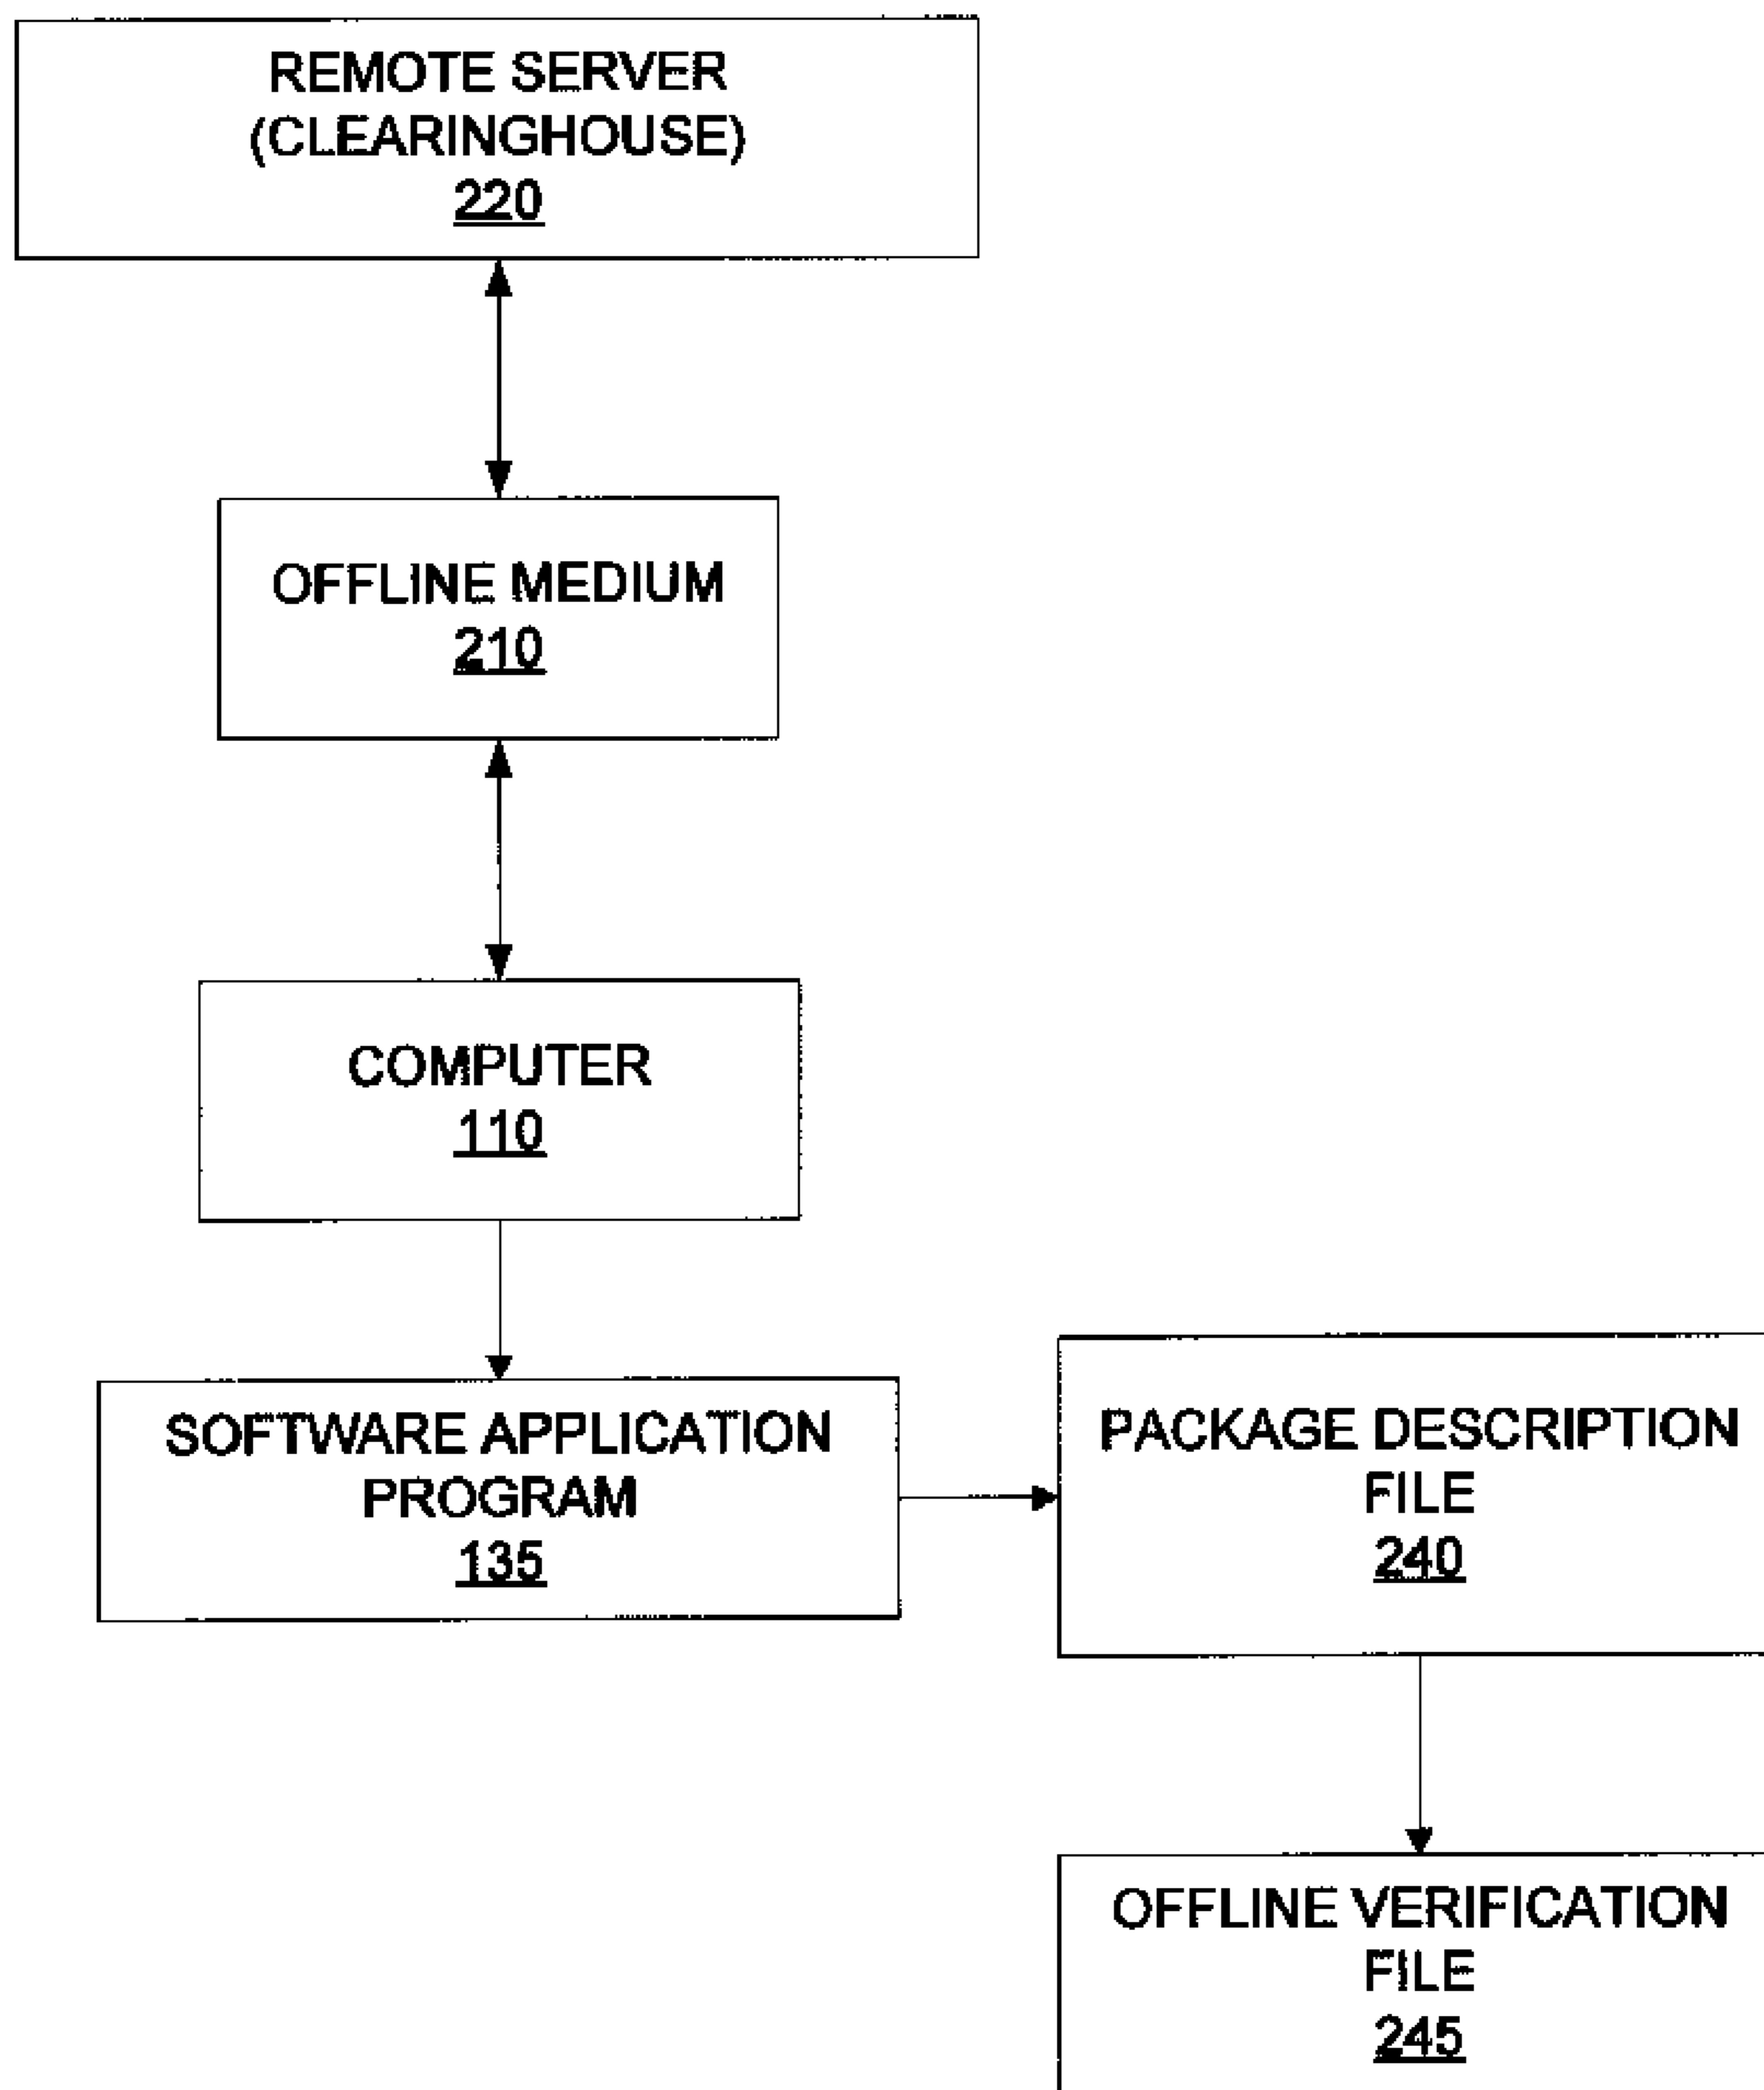 REMOTE SERVER
(CLEARINGHOUSE)
220
OFFLINE MEDIUM
210
COMPUTER
110
SOFTWARE APPLICATION
PROGRAM
135
PACKAGE DESCRIPTION
FILE
240
OFFLINE VERIFICATION
FILE
245